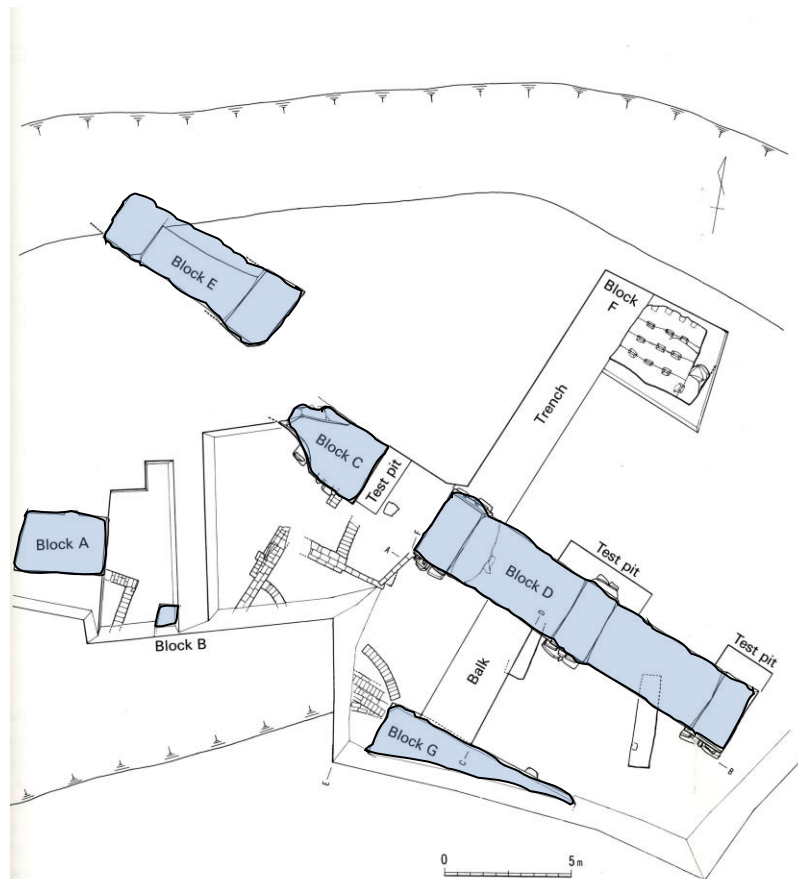 Block E
Block
F
Trench
Block C
Test pit
Block A
A
F
Block D
Test pit
D
Block B
Balk
Test pit
Block G
C
E
B
0
5m